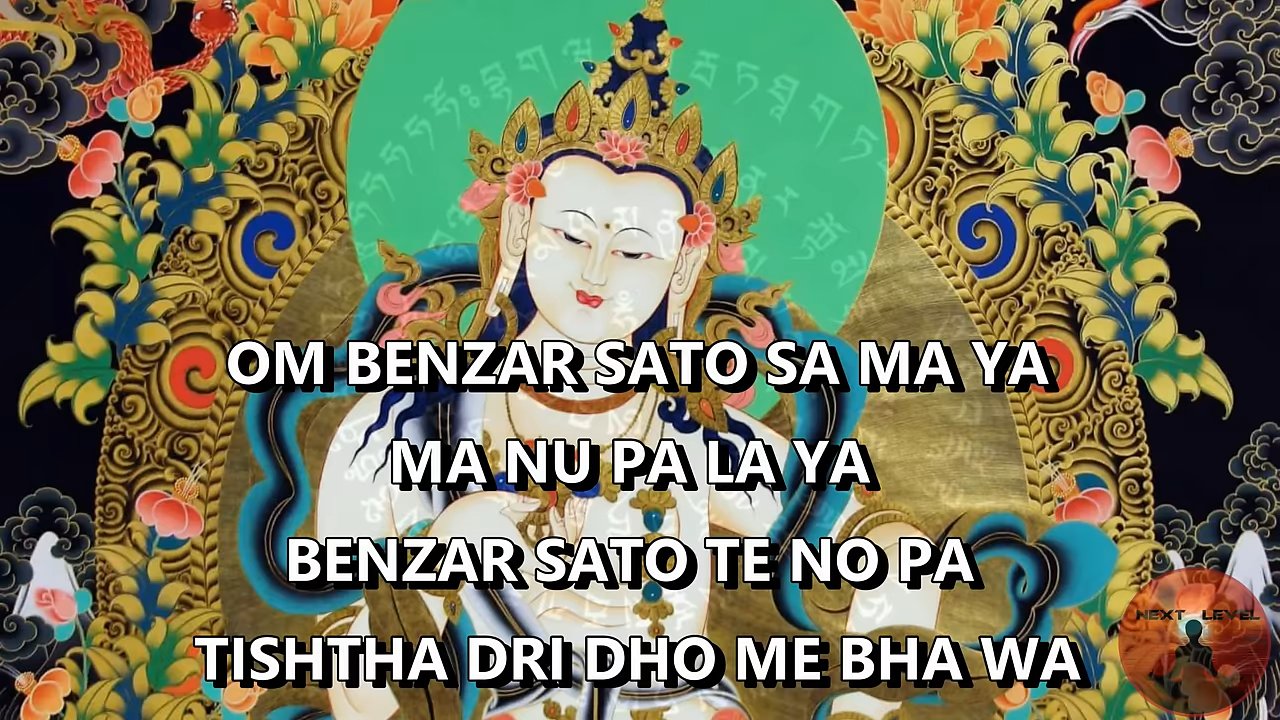 OM BENZAR SATO SA MA YA
MA NU PA LA YA
BENZAR SATO TE NO PA
TISHTHA DRI DHO ME BHA WA
NEXT LEVEL